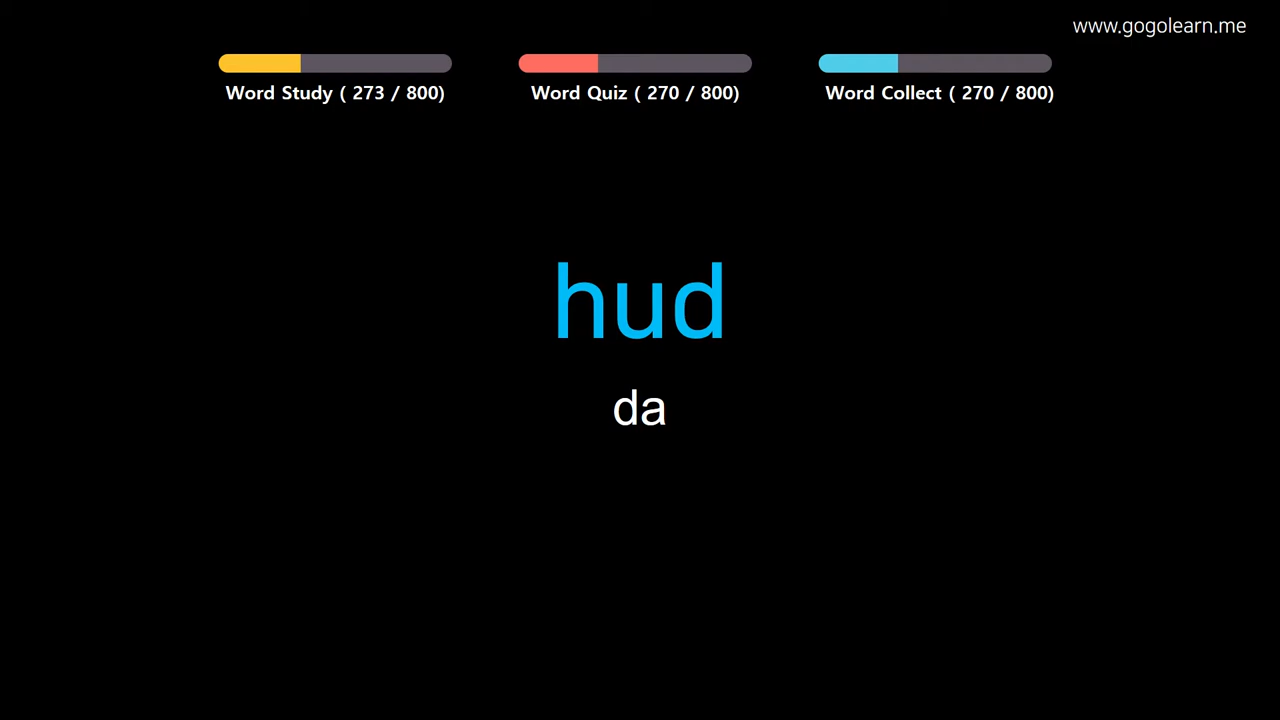 www.gogolearn.me
Word Study ( 273 / 800)
Word Quiz ( 270 / 800)
Word Collect ( 270 / 800)
hud
da